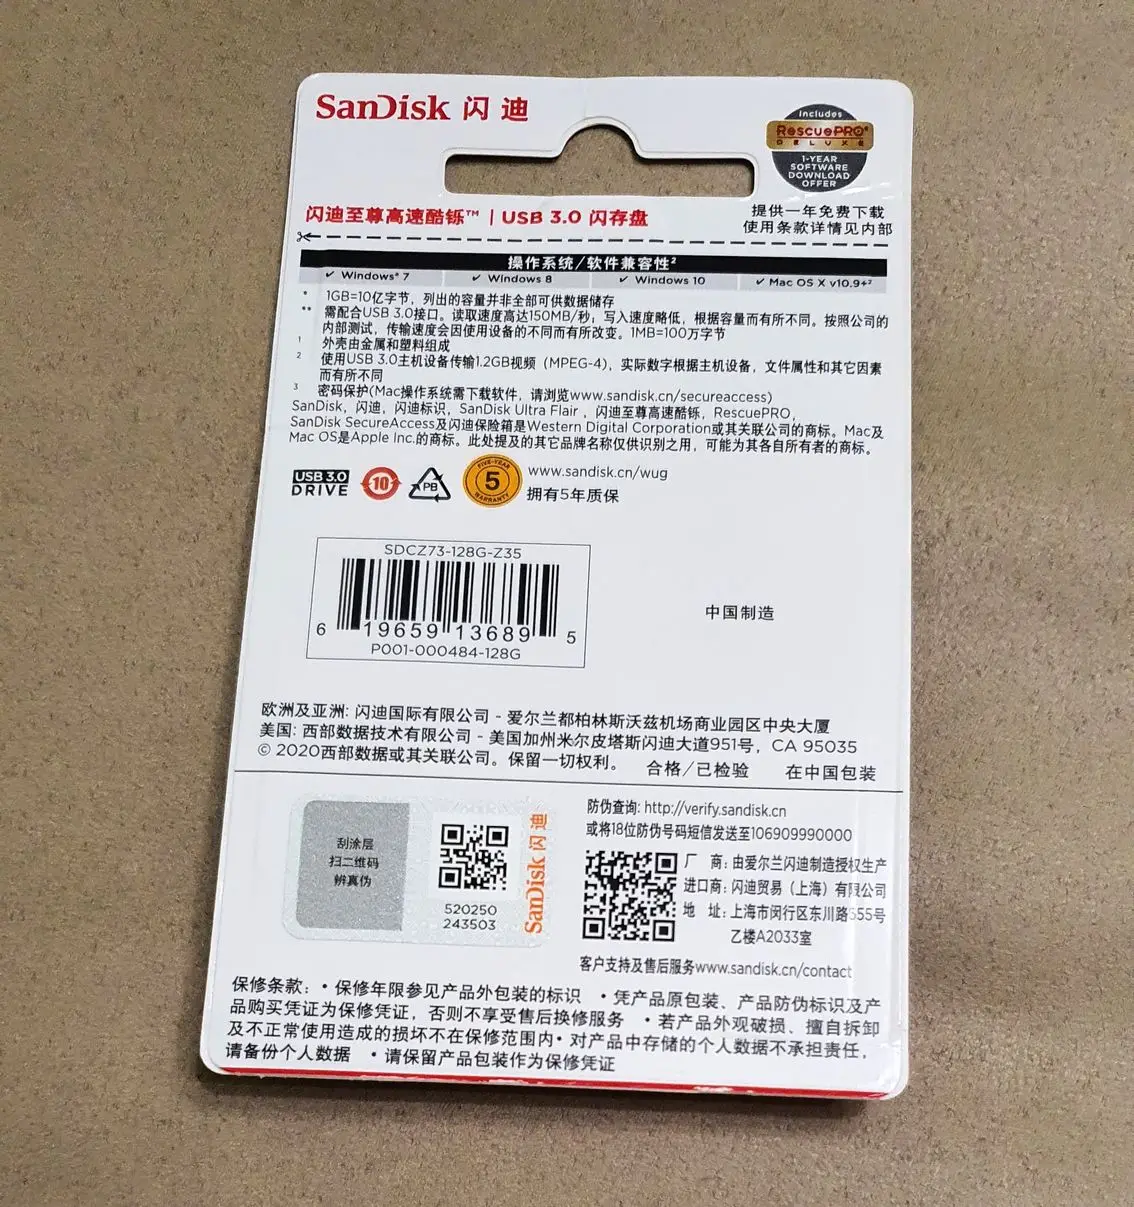 SanDisk 闪迪
includes
RescuePRO®
DELUXE
1-YEAR
SOFTWARE
DOWNLOAD
OFFER
提供一年免费下载
使用条款详情见内部
闪迪至尊高速酷铄™ | USB 3.0 闪存盘
操作系统/软件兼容性²
✓ Windows® 7 ✓ Windows 8 ✓ Windows 10 ✓ Mac OS X v10.9+²
* 1GB=10亿字节，列出的容量并非全部可供数据储存
** 需配合USB 3.0接口。读取速度高达150MB/秒；写入速度略低，根据容量而有所不同。按照公司的
内部测试，传输速度会因使用设备的不同而有所改变。1MB=100万字节
1 外壳由金属和塑料组成
2 使用USB 3.0主机设备传输1.2GB视频（MPEG-4），实际数字根据主机设备，文件属性和其它因素
而有所不同
3 密码保护(Mac操作系统需下载软件，请浏览www.sandisk.cn/secureaccess)
SanDisk，闪迪，闪迪标识，SanDisk Ultra Flair，闪迪至尊高速酷铄，RescuePRO，
SanDisk SecureAccess及闪迪保险箱是Western Digital Corporation或其关联公司的商标。Mac及
Mac OS是Apple Inc.的商标。此处提及的其它品牌名称仅供识别之用，可能为其各自所有者的商标。
USB 3.0
DRIVE
10
PB
FIVE-YEAR
5
WARRANTY
www.sandisk.cn/wug
拥有5年质保
SDCZ73-128G-Z35
6 19659 13689 5
P001-000484-128G
中国制造
欧洲及亚洲: 闪迪国际有限公司 - 爱尔兰都柏林斯沃兹机场商业园区中央大厦
美国: 西部数据技术有限公司 - 美国加州米尔皮塔斯闪迪大道951号，CA 95035
© 2020西部数据或其关联公司。保留一切权利。 合格/已检验 在中国包装
刮涂层
扫二维码
辨真伪
520250
243503
SanDisk 闪迪
防伪查询: http://verify.sandisk.cn
或将18位防伪号码短信发送至106909990000
厂 商: 由爱尔兰闪迪制造授权生产
进口商: 闪迪贸易（上海）有限公司
地 址: 上海市闵行区东川路555号
乙楼A2033室
客户支持及售后服务www.sandisk.cn/contact
保修条款: • 保修年限参见产品外包装的标识 • 凭产品原包装、产品防伪标识及产
品购买凭证为保修凭证，否则不享受售后换修服务 • 若产品外观破损、擅自拆卸
及不正常使用造成的损坏不在保修范围内• 对产品中存储的个人数据不承担责任，
请备份个人数据 • 请保留产品包装作为保修凭证